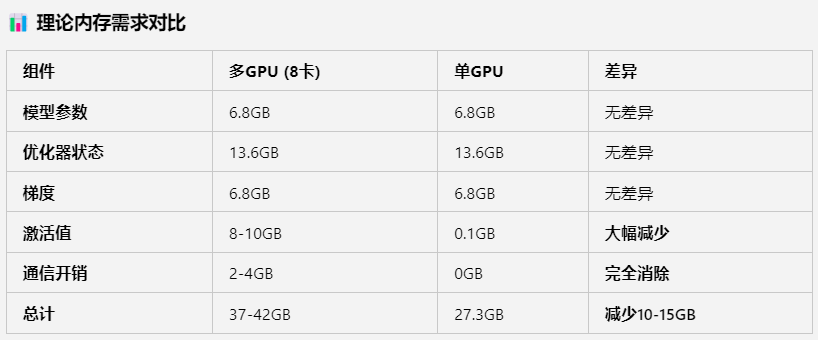 理论内存需求对比
组件 多GPU (8卡) 单GPU 差异
模型参数 6.8GB 6.8GB 无差异
优化器状态 13.6GB 13.6GB 无差异
梯度 6.8GB 6.8GB 无差异
激活值 8-10GB 0.1GB 大幅减少
通信开销 2-4GB 0GB 完全消除
总计 37-42GB 27.3GB 减少10-15GB